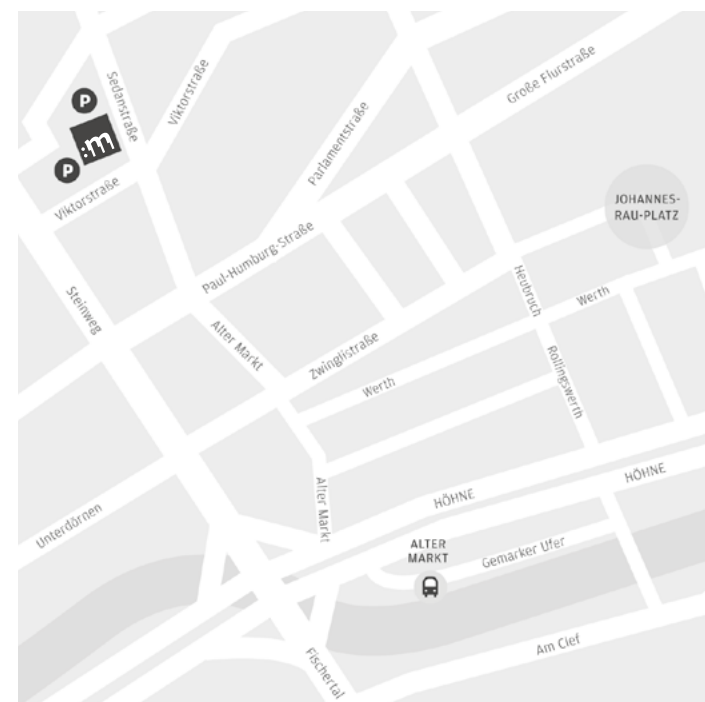 Sedanstraße
Viktorstraße
Große Flurstraße
P
:m
P
Parlamentstraße
Viktorstraße
JOHANNES-
RAU-PLATZ
Paul-Humburg-Straße
Steinweg
Heubruch
Werth
Alter Markt
Zwinglistraße
Werth
Rollingswerth
HÖHNE
HÖHNE
Alter Markt
Unterdörnen
ALTER
MARKT
Gemarker Ufer
Am Clef
Fischertal